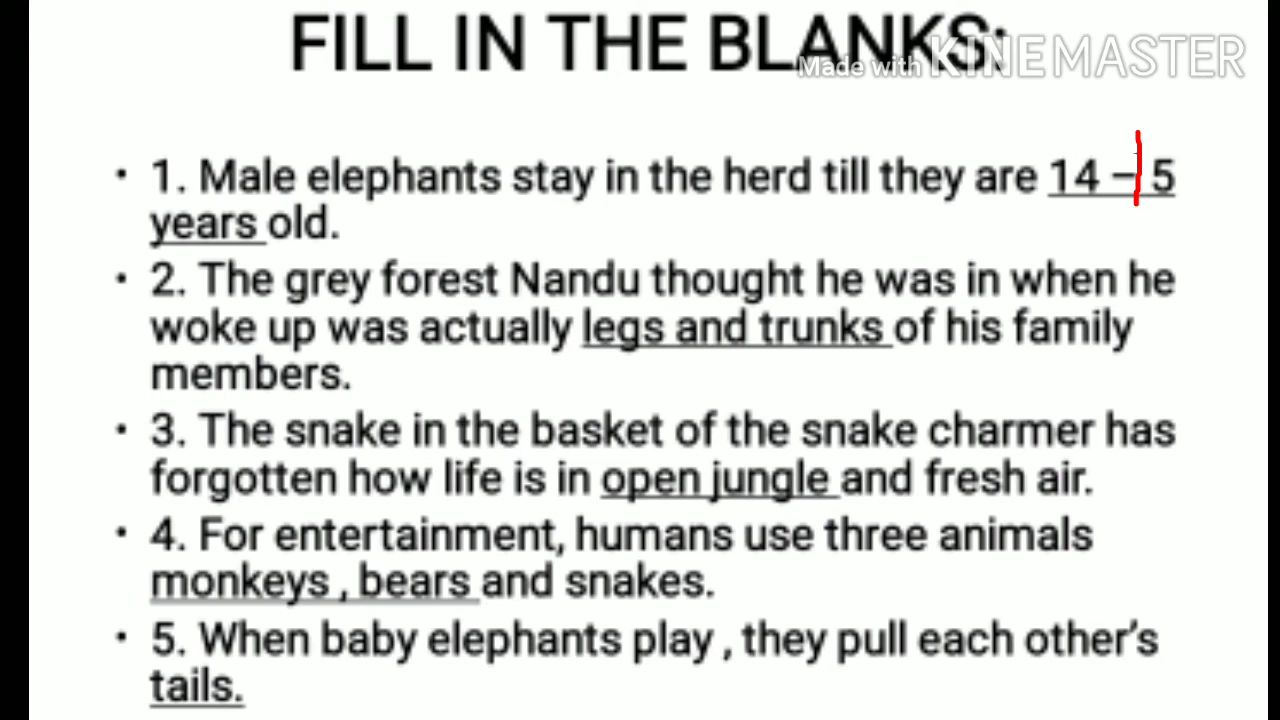 FILL IN THE BLANKS:
Made with KINEMASTER
• 1. Male elephants stay in the herd till they are 14 – 5
years old.
• 2. The grey forest Nandu thought he was in when he
woke up was actually legs and trunks of his family
members.
• 3. The snake in the basket of the snake charmer has
forgotten how life is in open jungle and fresh air.
• 4. For entertainment, humans use three animals
monkeys , bears and snakes.
• 5. When baby elephants play , they pull each other’s
tails.